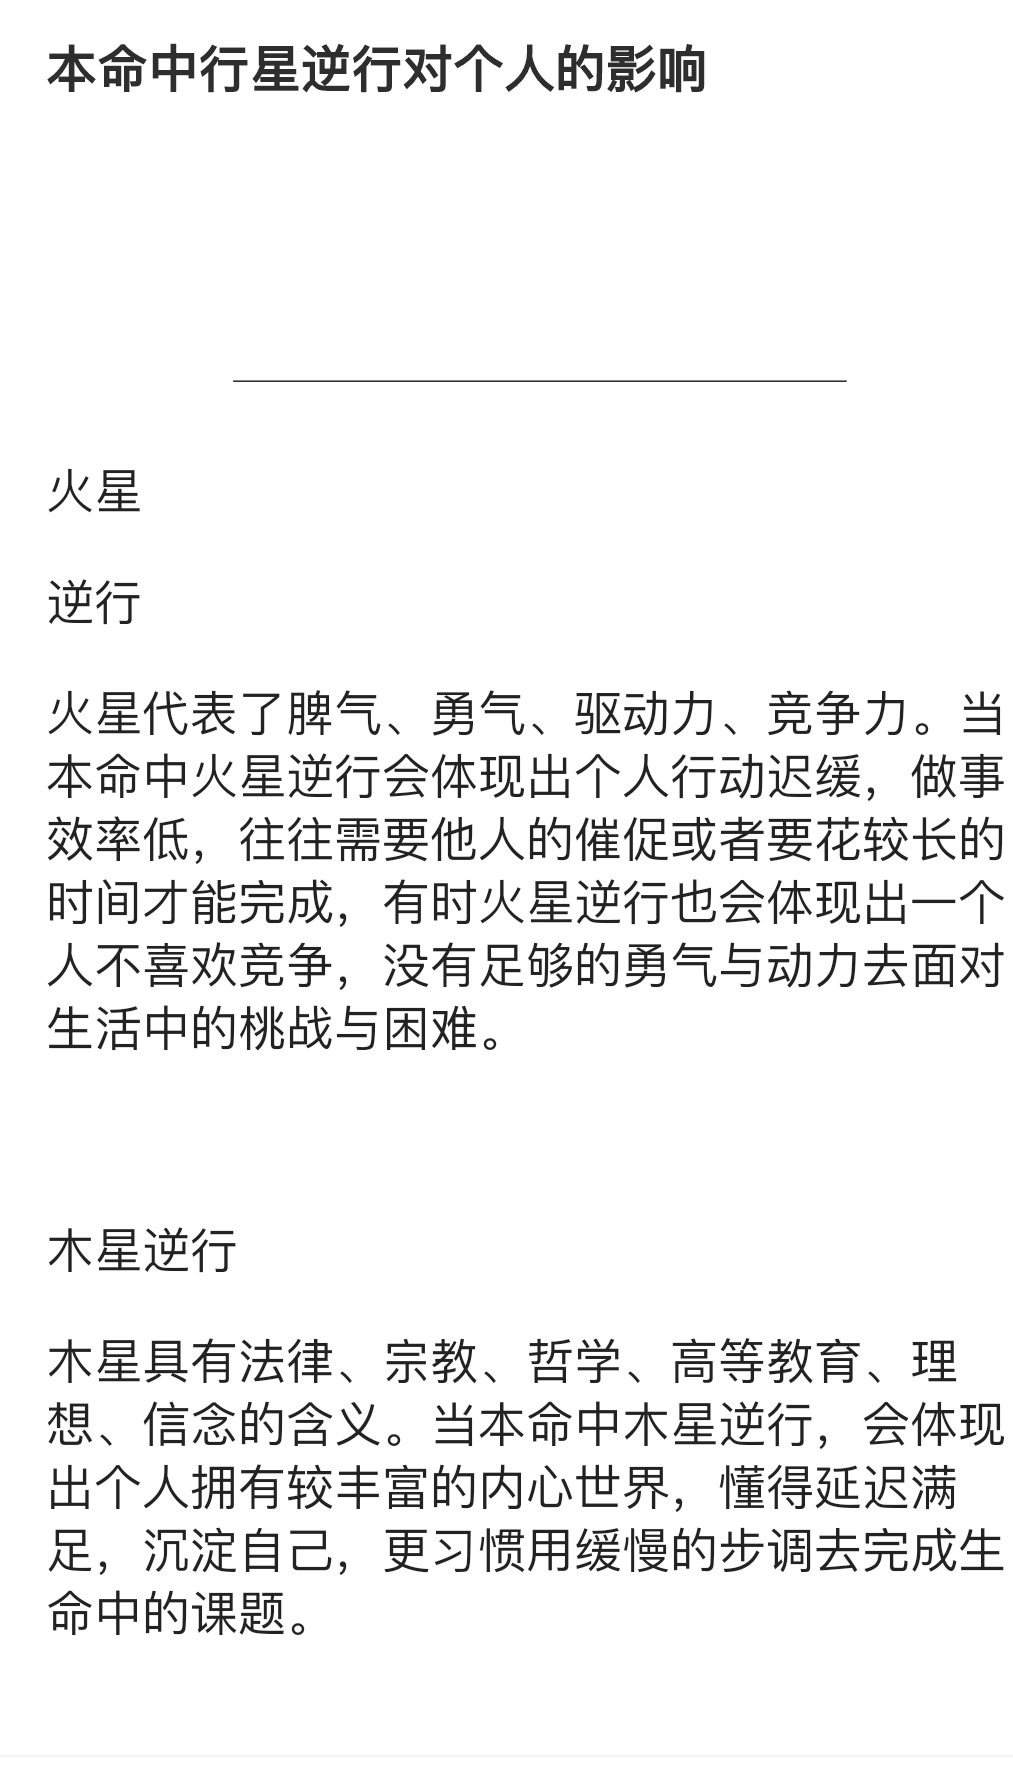 本命中行星逆行对个人的影响
火星
逆行
火星代表了脾气、勇气、驱动力、竞争力。当
本命中火星逆行会体现出个人行动迟缓，做事
效率低，往往需要他人的催促或者要花较长的
时间才能完成，有时火星逆行也会体现出一个
人不喜欢竞争，没有足够的勇气与动力去面对
生活中的桃战与困难。
木星逆行
木星具有法律、宗教、哲学、高等教育、理
想、信念的含义。当本命中木星逆行，会体现
出个人拥有较丰富的内心世界，懂得延迟满
足，沉淀自己，更习惯用缓慢的步调去完成生
命中的课题。